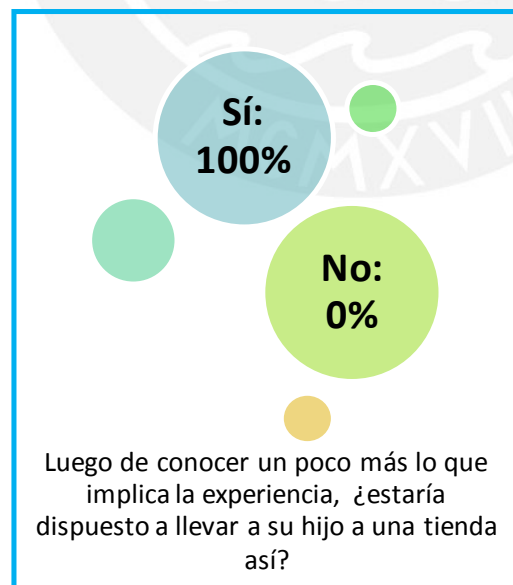 Sí:
100%
MCMXVII
No:
0%
Luego de conocer un poco más lo que
implica la experiencia, ¿estaría
dispuesto a llevar a su hijo a una tienda
así?